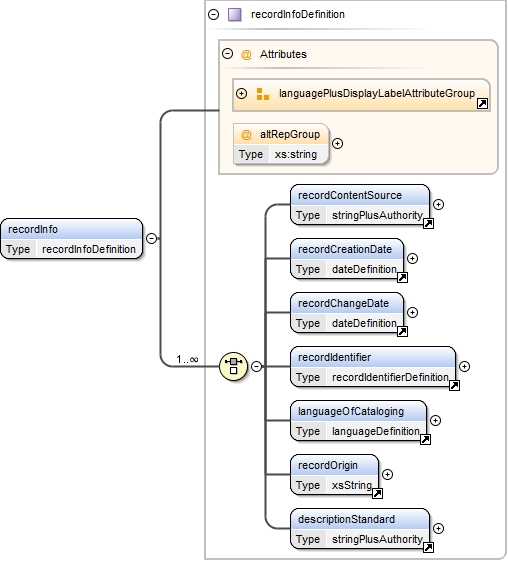 recordInfoDefinition
@ Attributes
languagePlusDisplayLabelAttributeGroup
@ altRepGroup
Type xs:string
recordInfo
Type recordInfoDefinition
1..∞
recordContentSource
Type stringPlusAuthority
recordCreationDate
Type dateDefinition
recordChangeDate
Type dateDefinition
recordIdentifier
Type recordIdentifierDefinition
languageOfCataloging
Type languageDefinition
recordOrigin
Type xsString
descriptionStandard
Type stringPlusAuthority